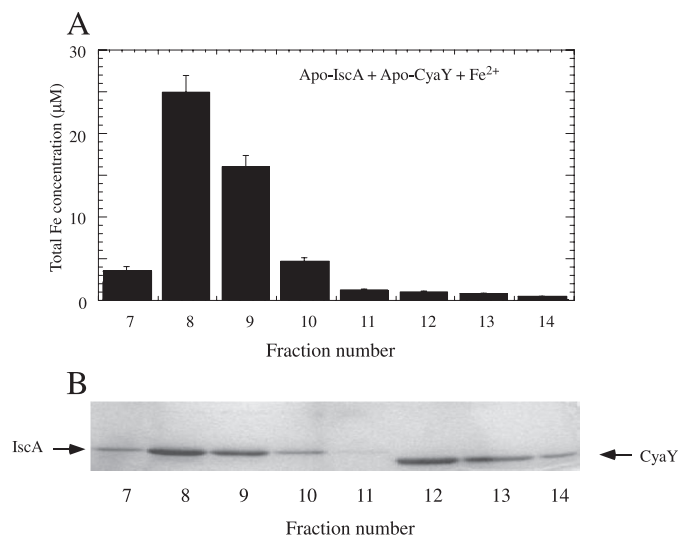 A
30
20
10
0
Total Fe concentration (μM)
Apo-IscA + Apo-CyaY + Fe²⁺
7 8 9 10 11 12 13 14
Fraction number
B
IscA
CyaY
7 8 9 10 11 12 13 14
Fraction number